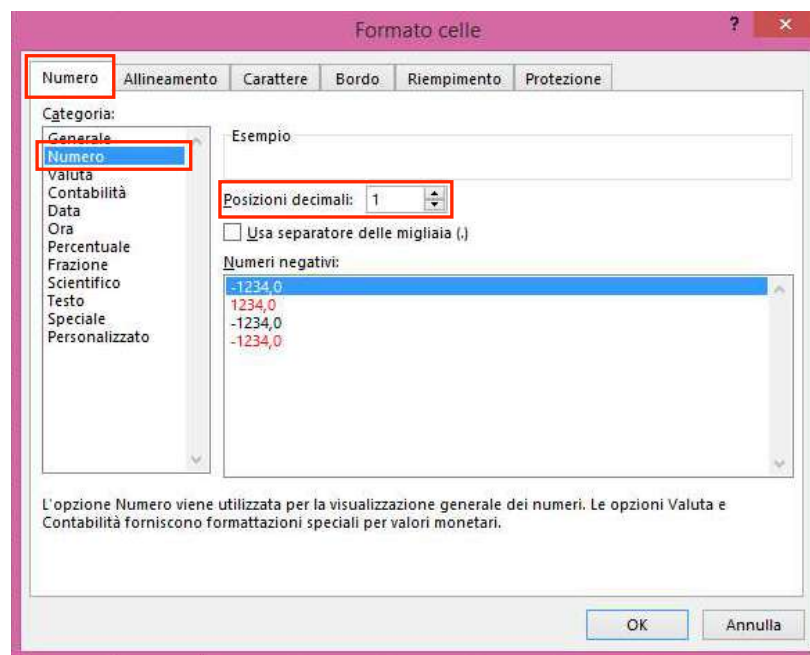 Formato celle
?
×
Numero Allineamento Carattere Bordo Riempimento Protezione
Categoria:
Generale
Numero
Valuta
Contabilità
Data
Ora
Percentuale
Frazione
Scientifico
Testo
Speciale
Personalizzato
Esempio
Posizioni decimali: 1
Usa separatore delle migliaia (.)
Numeri negativi:
-1234,0
1234,0
-1234,0
-1234,0
L'opzione Numero viene utilizzata per la visualizzazione generale dei numeri. Le opzioni Valuta e
Contabilità forniscono formattazioni speciali per valori monetari.
OK Annulla